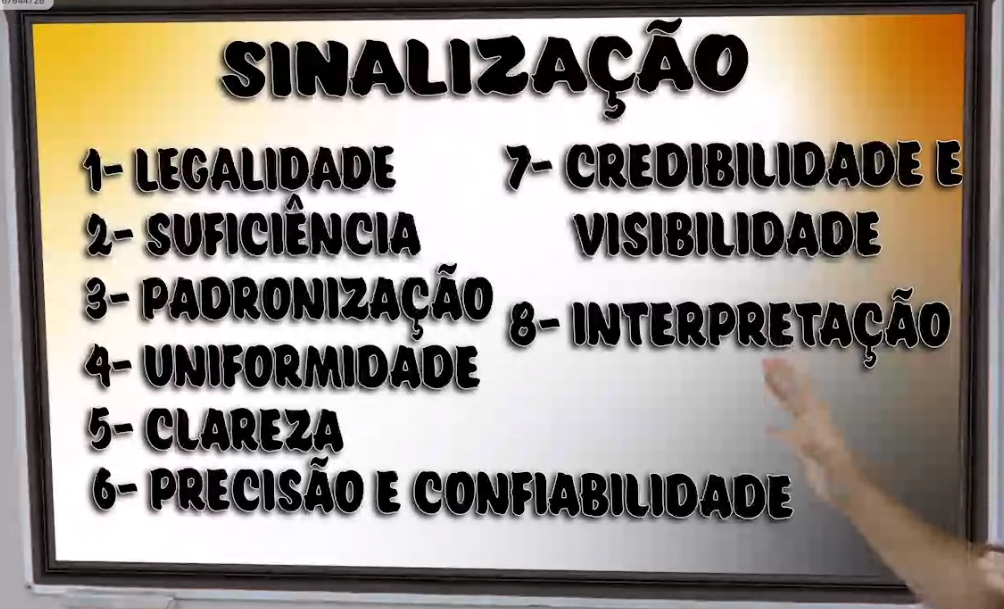 SINALIZAÇÃO
1- LEGALIDADE
2- SUFICIÊNCIA
3- PADRONIZAÇÃO
4- UNIFORMIDADE
5- CLAREZA
6- PRECISÃO E CONFIABILIDADE
7- CREDIBILIDADE E
VISIBILIDADE
8- INTERPRETAÇÃO